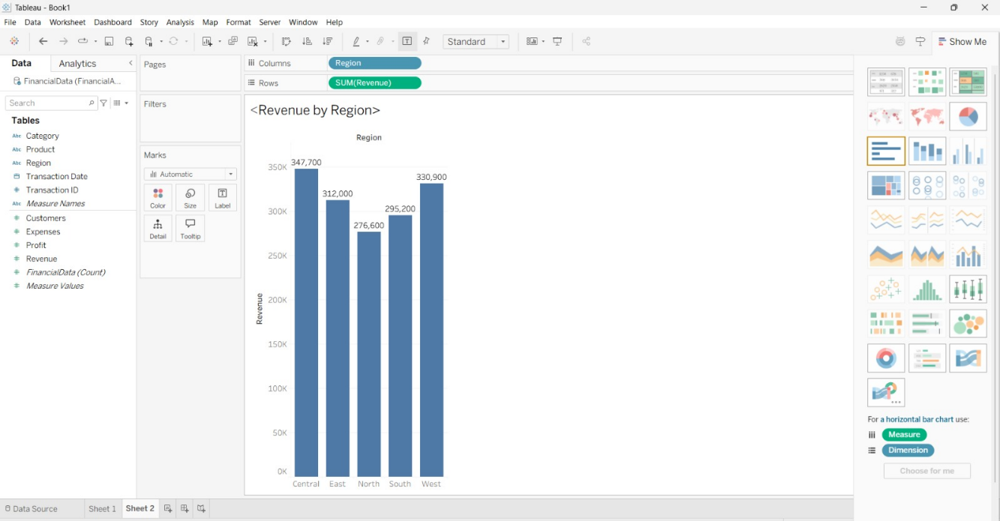 Tableau - Book1
File Data Worksheet Dashboard Story Analysis Map Format Server Window Help
Standard
Show Me
Data Analytics
FinancialData (FinancialA...
Search
Tables
Abc Category
Abc Product
Abc Region
Transaction Date
# Transaction ID
Abc Measure Names
# Customers
# Expenses
# Profit
# Revenue
# FinancialData (Count)
# Measure Values
Pages
Filters
Marks
Automatic
Color Size Label
Detail Tooltip
Columns Region
Rows SUM(Revenue)
<Revenue by Region>
Region
Revenue
350K
300K
250K
200K
150K
100K
50K
0K
347,700
312,000
276,600
295,200
330,900
Central East North South West
For a horizontal bar chart use:
Measure
Dimension
Choose for me
Data Source Sheet 1 Sheet 2